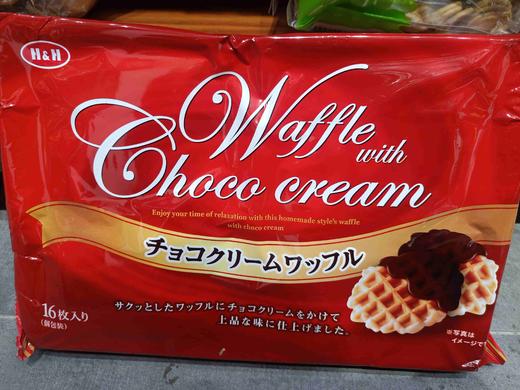 H&H
Waffle
with
Choco cream
Enjoy your time of relaxation with this homemade style's waffle
with choco cream
チョコクリームワッフル
16枚入り
(個包装)
サクッとしたワッフルにチョコクリームをかけて
上品な味に仕上げました。
※写真は
イメージです